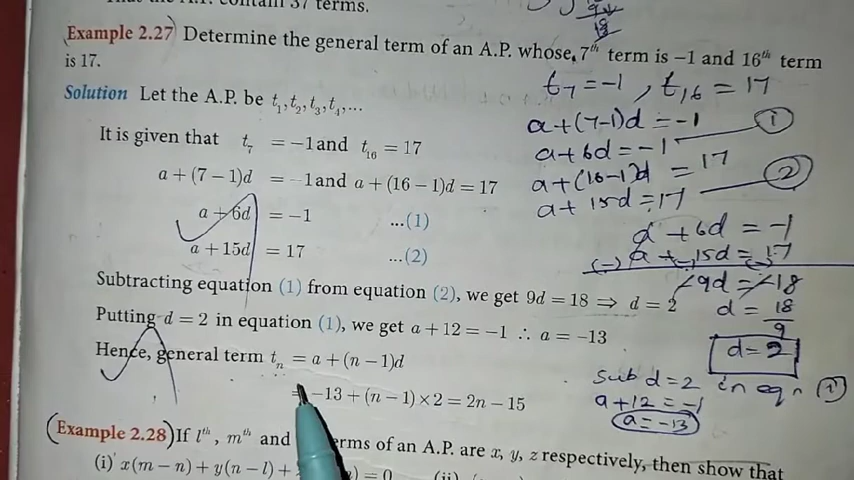 contain 37 terms.
Example 2.27 Determine the general term of an A.P. whose 7th term is −1 and 16th term
is 17.
Solution Let the A.P. be t₁, t₂, t₃, t₄,...
It is given that t₇ = −1 and t₁₆ = 17
a + (7 − 1)d = −1 and a + (16 − 1)d = 17
a + 6d = −1 ...(1)
a + 15d = 17 ...(2)
Subtracting equation (1) from equation (2), we get 9d = 18 ⇒ d = 2
Putting d = 2 in equation (1), we get a + 12 = −1 ∴ a = −13
Hence, general term tₙ = a + (n − 1)d
= −13 + (n − 1) × 2 = 2n − 15
Example 2.28 If lth, mth and terms of an A.P. are x, y, z respectively, then show that
(i) x(m − n) + y(n − l) + = 0 (ii)
t₇ = −1, t₁₆ = 17
a+(7−1)d = −1
a+6d = −1 ①
a+(16−1)d = 17
a+15d = 17 ②
a + 6d = −1
(−) a + 15d = 17
−9d = −18
d = 18/9
d = 2
Sub d = 2 in eqn ①
a + 12 = −1
a = −13